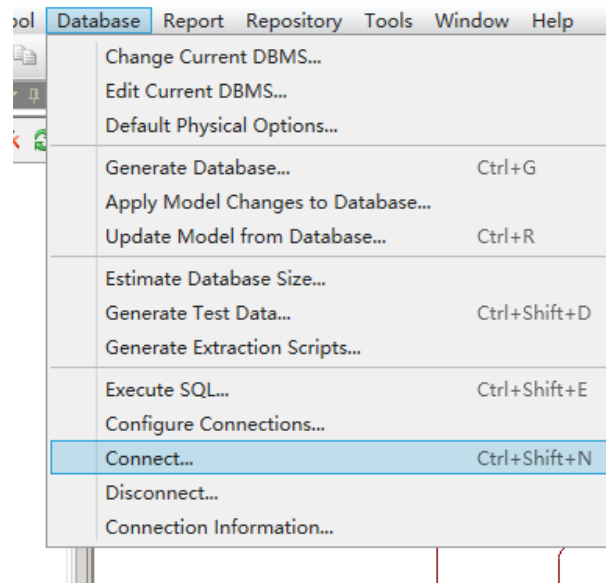 ool Database Report Repository Tools Window Help
Change Current DBMS...
Edit Current DBMS...
Default Physical Options...
Generate Database... Ctrl+G
Apply Model Changes to Database...
Update Model from Database... Ctrl+R
Estimate Database Size...
Generate Test Data... Ctrl+Shift+D
Generate Extraction Scripts...
Execute SQL... Ctrl+Shift+E
Configure Connections...
Connect... Ctrl+Shift+N
Disconnect...
Connection Information...